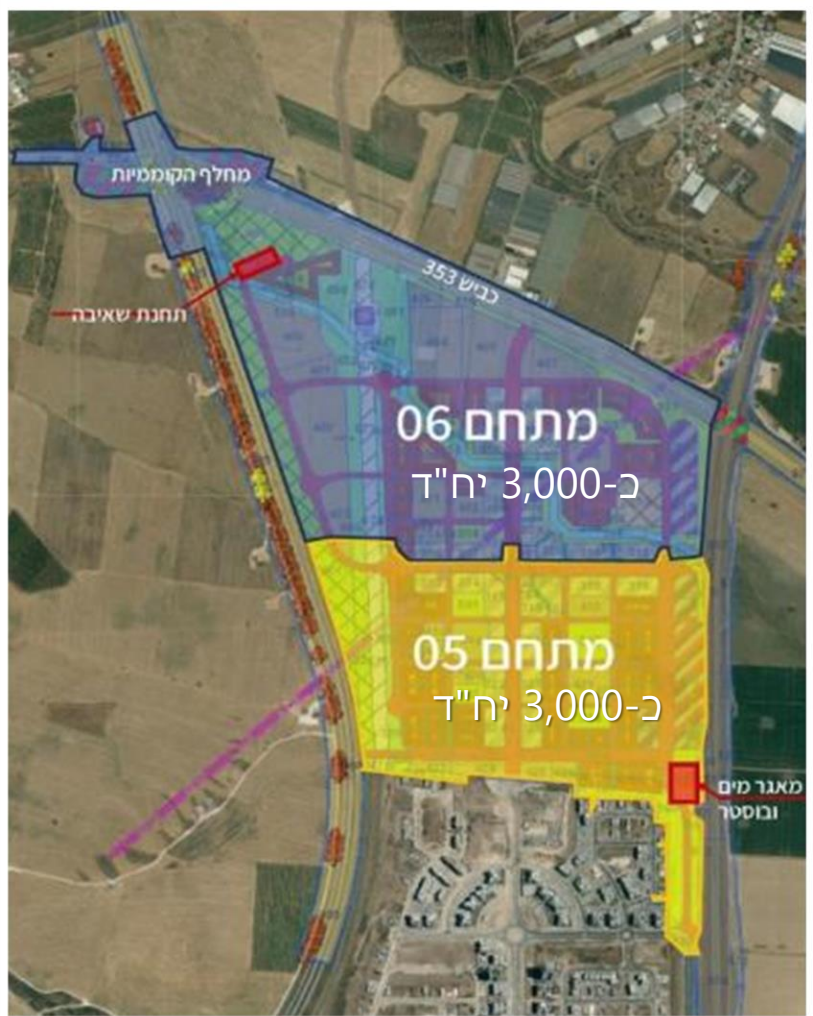 מחלף הקוממיות
כביש 353
תחנת שאיבה
מתחם 06
כ-3,000 יח"ד
מתחם 05
כ-3,000 יח"ד
מאגר מים
ובוסטר